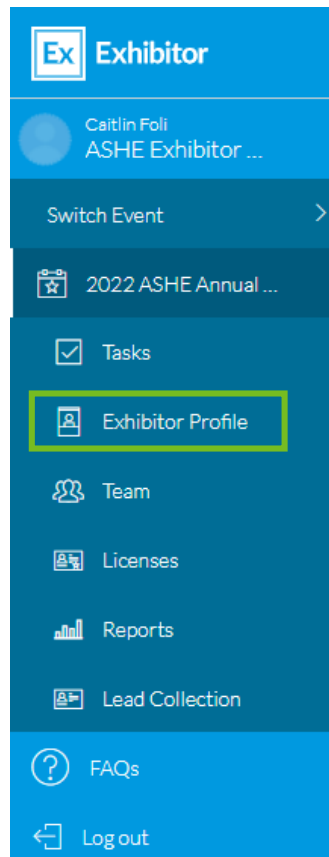 Ex Exhibitor
Caitlin Foli
ASHE Exhibitor ...
Switch Event
2022 ASHE Annual ...
Tasks
Exhibitor Profile
Team
Licenses
Reports
Lead Collection
FAQs
Log out